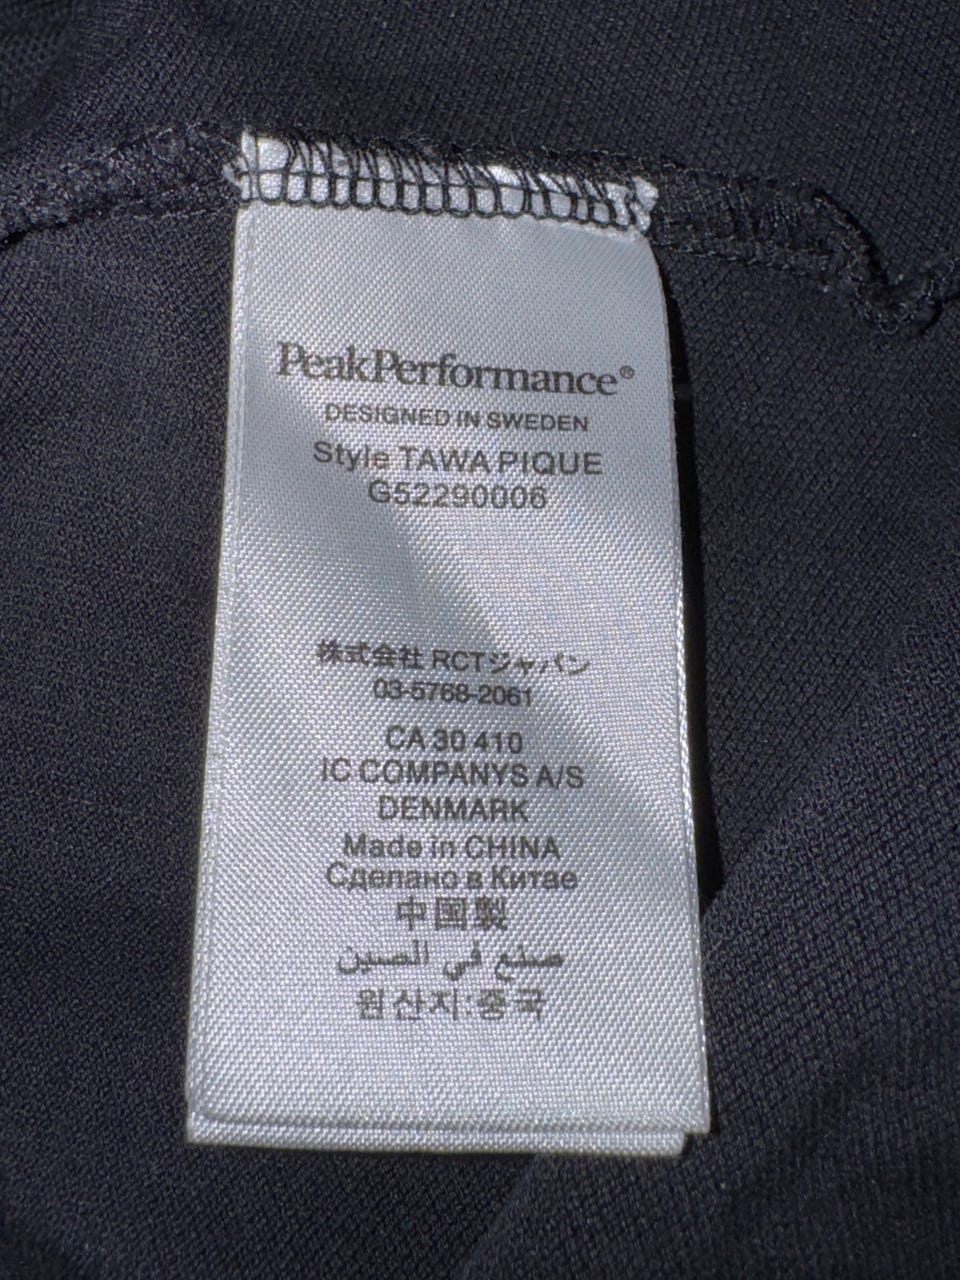 PeakPerformance®
DESIGNED IN SWEDEN
Style TAWA PIQUE
G52290006
株式会社 RCTジャパン
03-5768-2061
CA 30 410
IC COMPANYS A/S
DENMARK
Made in CHINA
Сделано в Китае
中国製
صنع في الصين
원산지:중국